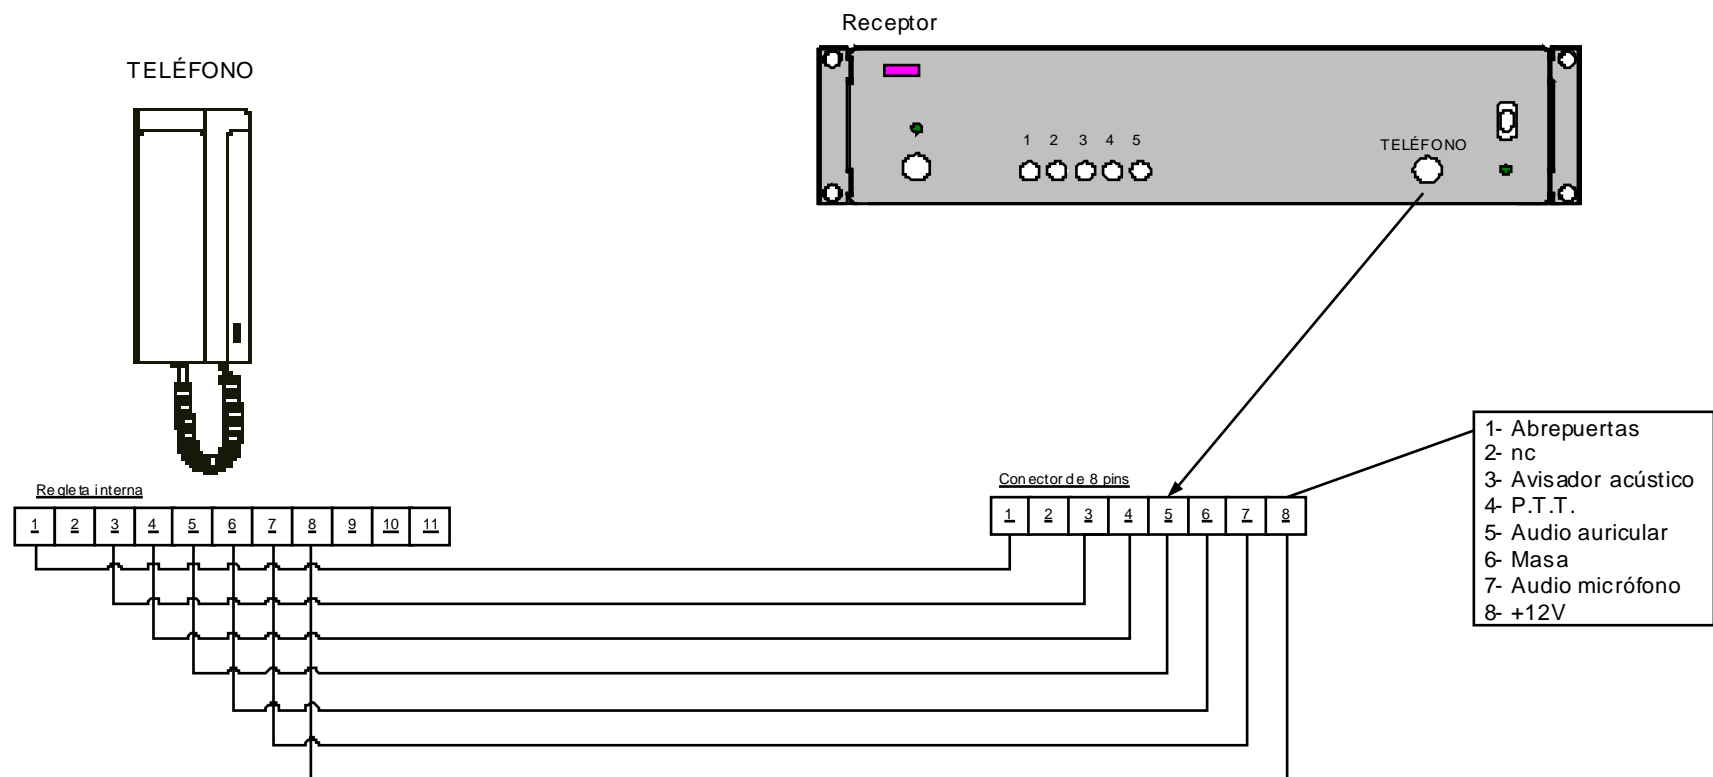 Receptor
TELÉFONO
1 2 3 4 5
TELÉFONO
1- Abrepuertas
2- nc
3- Avisador acústico
4- P.T.T.
5- Audio auricular
6- Masa
7- Audio micrófono
8- +12V
Regleta interna
1 2 3 4 5 6 7 8 9 10 11
Conector de 8 pins
1 2 3 4 5 6 7 8